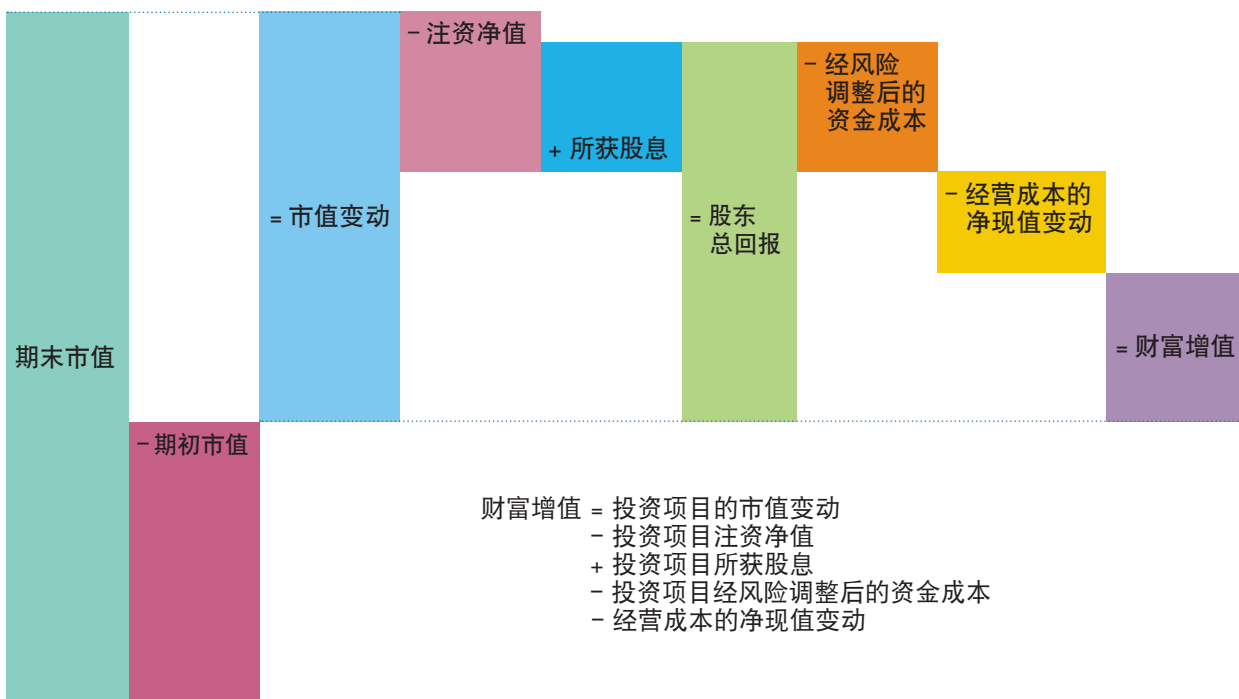 期末市值
− 期初市值
= 市值变动
− 注资净值
+ 所获股息
= 股东
总回报
− 经风险
调整后的
资金成本
− 经营成本的
净现值变动
= 财富增值
财富增值 = 投资项目的市值变动
− 投资项目注资净值
+ 投资项目所获股息
− 投资项目经风险调整后的资金成本
− 经营成本的净现值变动